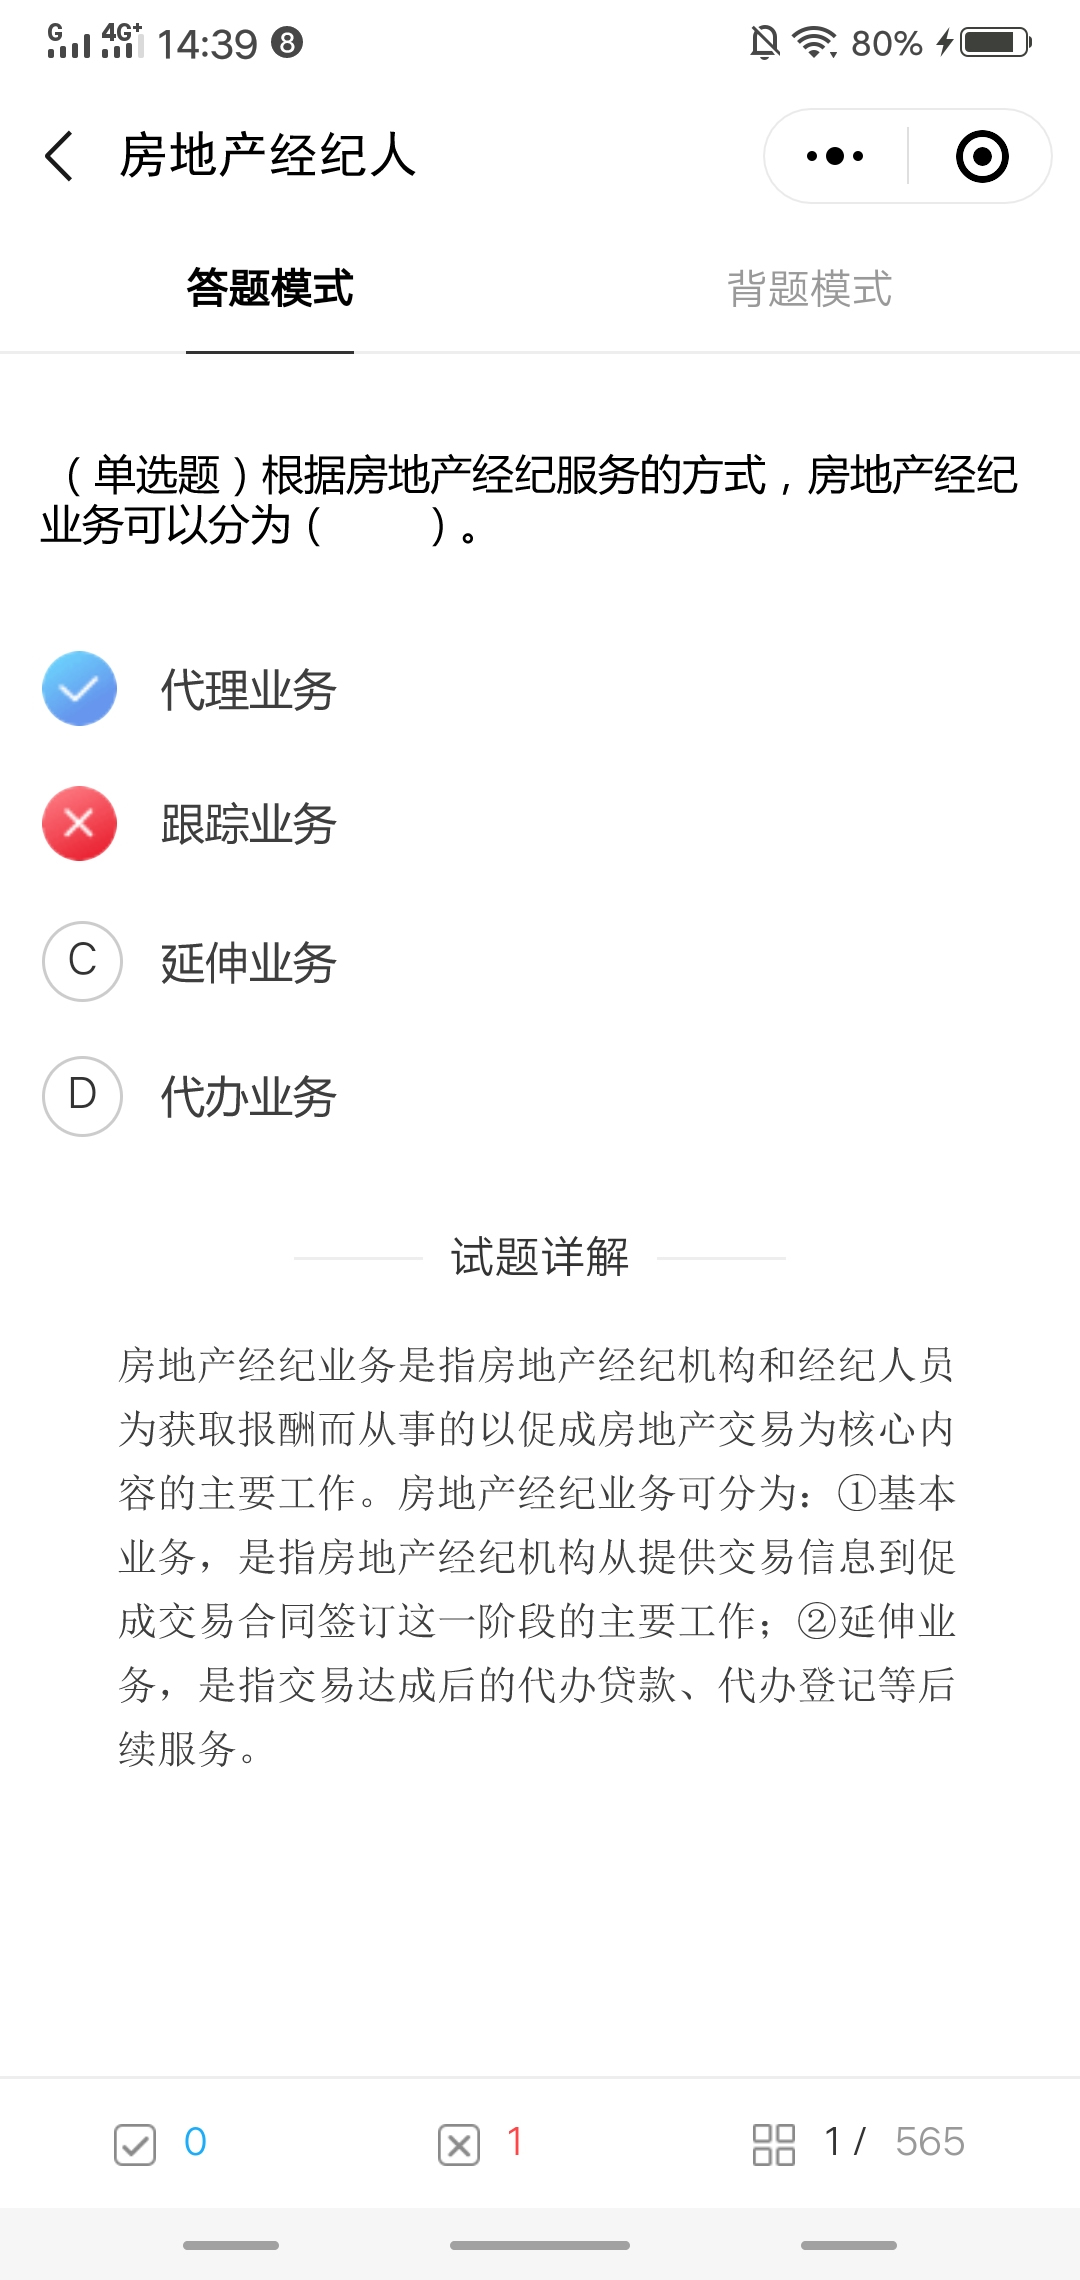 G 4G+ 14:39 8 80%
房地产经纪人
答题模式 背题模式
（单选题）根据房地产经纪服务的方式，房地产经纪
业务可以分为（ ）。
代理业务
跟踪业务
C 延伸业务
D 代办业务
试题详解
房地产经纪业务是指房地产经纪机构和经纪人员
为获取报酬而从事的以促成房地产交易为核心内
容的主要工作。房地产经纪业务可分为：①基本
业务，是指房地产经纪机构从提供交易信息到促
成交易合同签订这一阶段的主要工作；②延伸业
务，是指交易达成后的代办贷款、代办登记等后
续服务。
0 1 1 / 565